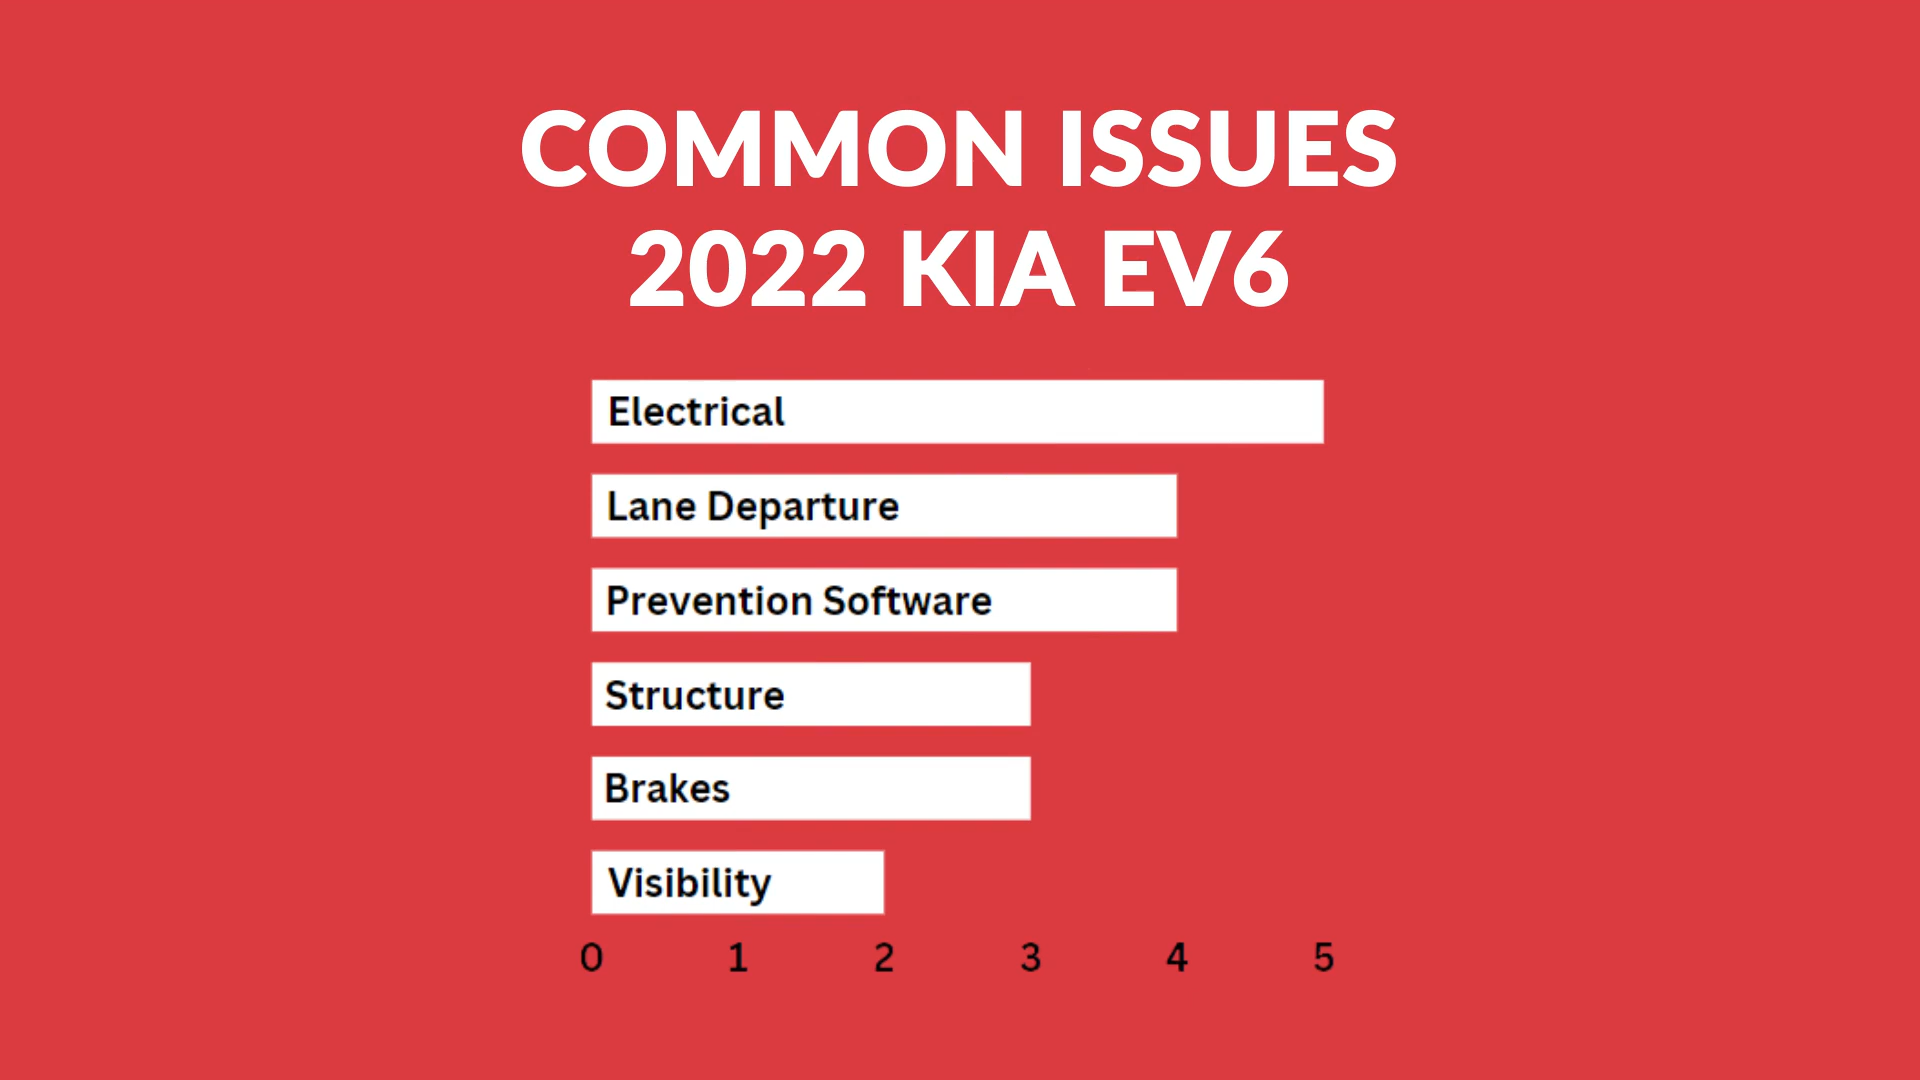 COMMON ISSUES
2022 KIA EV6
Electrical
Lane Departure
Prevention Software
Structure
Brakes
Visibility
0 1 2 3 4 5